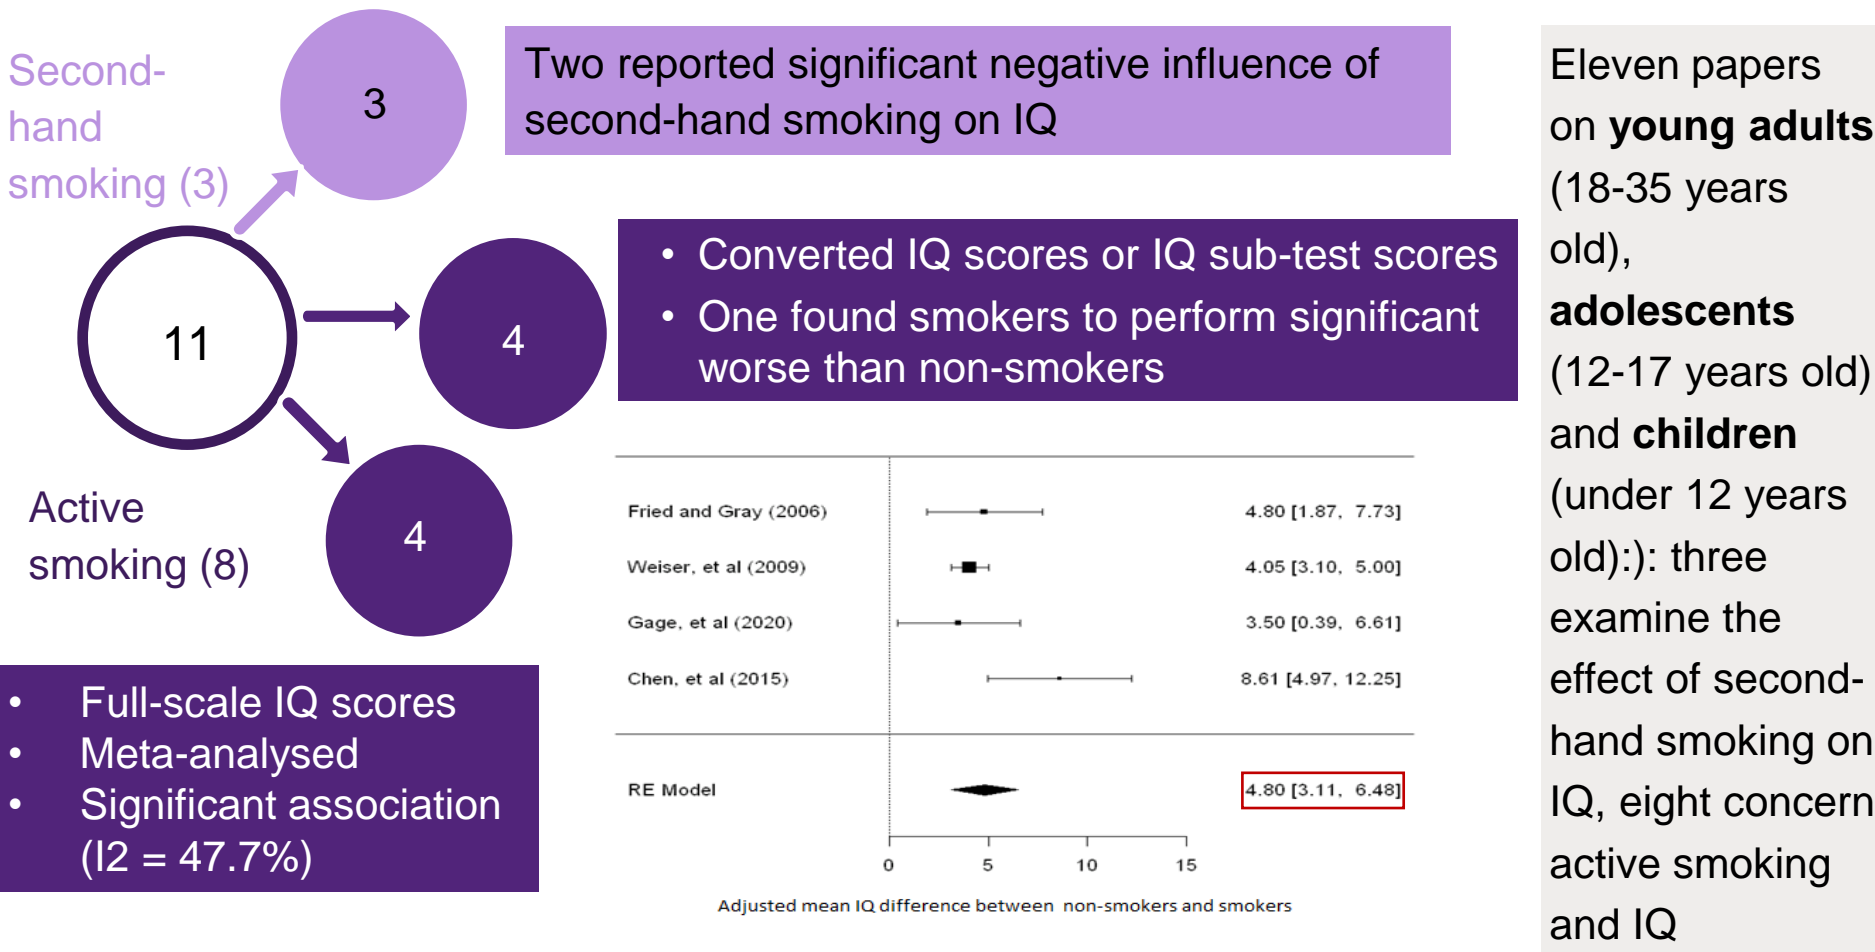 Second-
hand
smoking (3)
3
Two reported significant negative influence of
second-hand smoking on IQ
11
4
• Converted IQ scores or IQ sub-test scores
• One found smokers to perform significant
worse than non-smokers
Active
smoking (8)
4
• Full-scale IQ scores
• Meta-analysed
• Significant association
(I2 = 47.7%)
Fried and Gray (2006) 4.80 [1.87, 7.73]
Weiser, et al (2009) 4.05 [3.10, 5.00]
Gage, et al (2020) 3.50 [0.39, 6.61]
Chen, et al (2015) 8.61 [4.97, 12.25]
RE Model 4.80 [3.11, 6.48]
0 5 10 15
Adjusted mean IQ difference between non-smokers and smokers
Eleven papers
on young adults
(18-35 years
old),
adolescents
(12-17 years old)
and children
(under 12 years
old):): three
examine the
effect of second-
hand smoking on
IQ, eight concern
active smoking
and IQ